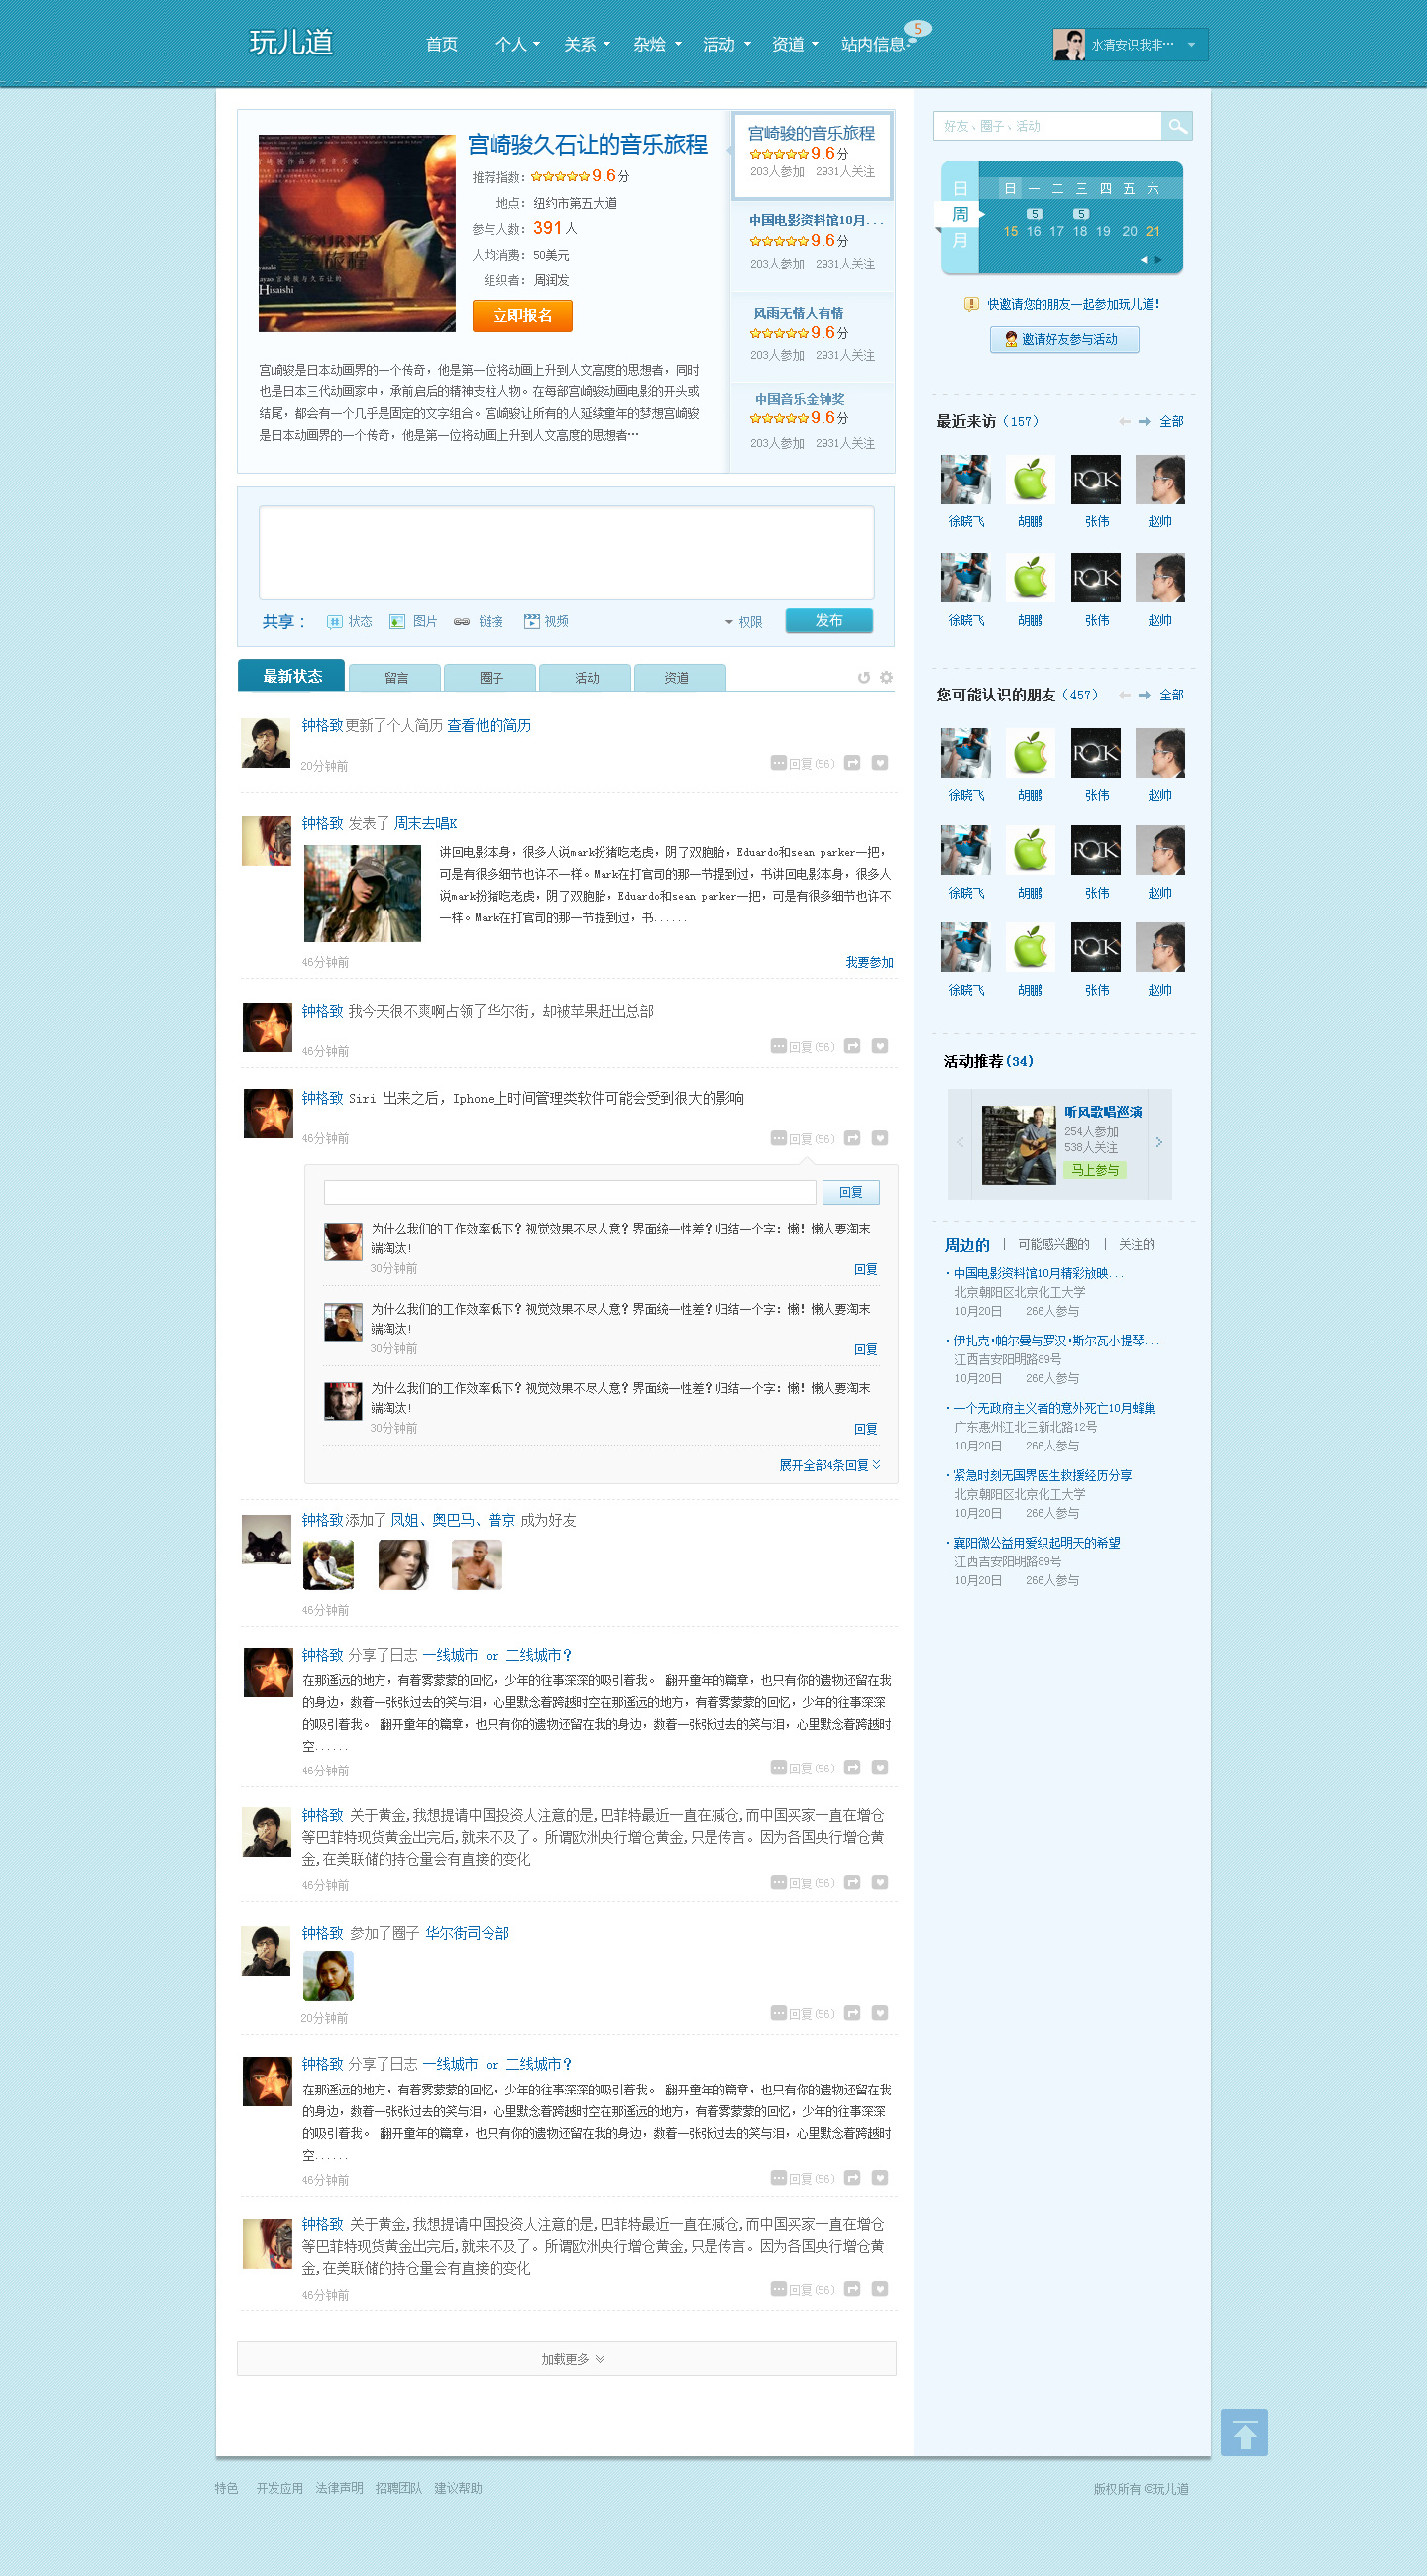 玩儿道
首页 个人 关系 杂烩 活动 资道 站内信息 5
水清安识我非…
宫崎骏久石让的音乐旅程
推荐指数: 9.6分
地点: 纽约市第五大道
参与人数: 391人
人均消费: 50美元
组织者: 周润发
立即报名
JOURNEY
Hisaishi
宫崎骏是日本动画界的一个传奇，他是第一位将动画上升到人文高度的思想者，同时
也是日本三代动画家中，承前启后的精神支柱人物。在每部宫崎骏动画电影的开头或
结尾，都会有一个几乎是固定的文字组合。宫崎骏让所有的人延续童年的梦想宫崎骏
是日本动画界的一个传奇，他是第一位将动画上升到人文高度的思想者…
宫崎骏的音乐旅程
9.6分
203人参加 2931人关注
中国电影资料馆10月...
9.6分
203人参加 2931人关注
风雨无情人有情
9.6分
203人参加 2931人关注
中国音乐金钟奖
9.6分
203人参加 2931人关注
共享： 状态 图片 链接 视频 权限 发布
最新状态 留言 圈子 活动 资道
钟格致更新了个人简历 查看他的简历
20分钟前 回复(56)
钟格致 发表了 周末去唱K
讲回电影本身，很多人说mark扮猪吃老虎，阴了双胞胎，Eduardo和sean parker一把，
可是有很多细节也许不一样。Mark在打官司的那一节提到过，书讲回电影本身，很多人
说mark扮猪吃老虎，阴了双胞胎，Eduardo和sean parker一把，可是有很多细节也许不
一样。Mark在打官司的那一节提到过，书......
46分钟前 我要参加
钟格致 我今天很不爽啊占领了华尔街，却被苹果赶出总部
46分钟前 回复(56)
钟格致 Siri 出来之后，Iphone上时间管理类软件可能会受到很大的影响
46分钟前 回复(56)
回复
为什么我们的工作效率低下？视觉效果不尽人意？界面统一性差？归结一个字：懒！懒人要淘末
端淘汰！
30分钟前 回复
为什么我们的工作效率低下？视觉效果不尽人意？界面统一性差？归结一个字：懒！懒人要淘末
端淘汰！
30分钟前 回复
为什么我们的工作效率低下？视觉效果不尽人意？界面统一性差？归结一个字：懒！懒人要淘末
端淘汰！
30分钟前 回复
展开全部4条回复
钟格致添加了 凤姐、奥巴马、普京 成为好友
46分钟前
钟格致 分享了日志 一线城市 or 二线城市？
在那遥远的地方，有着雾蒙蒙的回忆，少年的往事深深的吸引着我。 翻开童年的篇章，也只有你的遗物还留在我
的身边，数着一张张过去的笑与泪，心里默念着跨越时空在那遥远的地方，有着雾蒙蒙的回忆，少年的往事深深
的吸引着我。 翻开童年的篇章，也只有你的遗物还留在我的身边，数着一张张过去的笑与泪，心里默念着跨越时
空......
46分钟前 回复(56)
钟格致 关于黄金,我想提请中国投资人注意的是,巴菲特最近一直在减仓,而中国买家一直在增仓
等巴菲特现货黄金出完后,就来不及了。所谓欧洲央行增仓黄金,只是传言。因为各国央行增仓黄
金,在美联储的持仓量会有直接的变化
46分钟前 回复(56)
钟格致 参加了圈子 华尔街司令部
20分钟前 回复(56)
钟格致 分享了日志 一线城市 or 二线城市？
在那遥远的地方，有着雾蒙蒙的回忆，少年的往事深深的吸引着我。 翻开童年的篇章，也只有你的遗物还留在我
的身边，数着一张张过去的笑与泪，心里默念着跨越时空在那遥远的地方，有着雾蒙蒙的回忆，少年的往事深深
的吸引着我。 翻开童年的篇章，也只有你的遗物还留在我的身边，数着一张张过去的笑与泪，心里默念着跨越时
空......
46分钟前 回复(56)
钟格致 关于黄金,我想提请中国投资人注意的是,巴菲特最近一直在减仓,而中国买家一直在增仓
等巴菲特现货黄金出完后,就来不及了。所谓欧洲央行增仓黄金,只是传言。因为各国央行增仓黄
金,在美联储的持仓量会有直接的变化
46分钟前 回复(56)
加载更多
好友、圈子、活动
日 周 月
日 一 二 三 四 五 六
5 5
15 16 17 18 19 20 21
快邀请您的朋友一起参加玩儿道!
邀请好友参与活动
最近来访（157） 全部
ROCK ROCK
徐晓飞 胡鹏 张伟 赵帅
徐晓飞 胡鹏 张伟 赵帅
您可能认识的朋友（457） 全部
徐晓飞 胡鹏 张伟 赵帅
徐晓飞 胡鹏 张伟 赵帅
徐晓飞 胡鹏 张伟 赵帅
活动推荐(34)
听风歌唱巡演
254人参加
538人关注
马上参与
周边的 | 可能感兴趣的 | 关注的
· 中国电影资料馆10月精彩放映...
北京朝阳区北京化工大学
10月20日 266人参与
· 伊扎克·帕尔曼与罗汉·斯尔瓦小提琴...
江西吉安阳明路89号
10月20日 266人参与
· 一个无政府主义者的意外死亡10月蜂巢
广东惠州江北三新北路12号
10月20日 266人参与
· 紧急时刻无国界医生救援经历分享
北京朝阳区北京化工大学
10月20日 266人参与
· 襄阳微公益用爱织起明天的希望
江西吉安阳明路89号
10月20日 266人参与
特色 开发应用 法律声明 招聘团队 建议帮助
版权所有 ©玩儿道